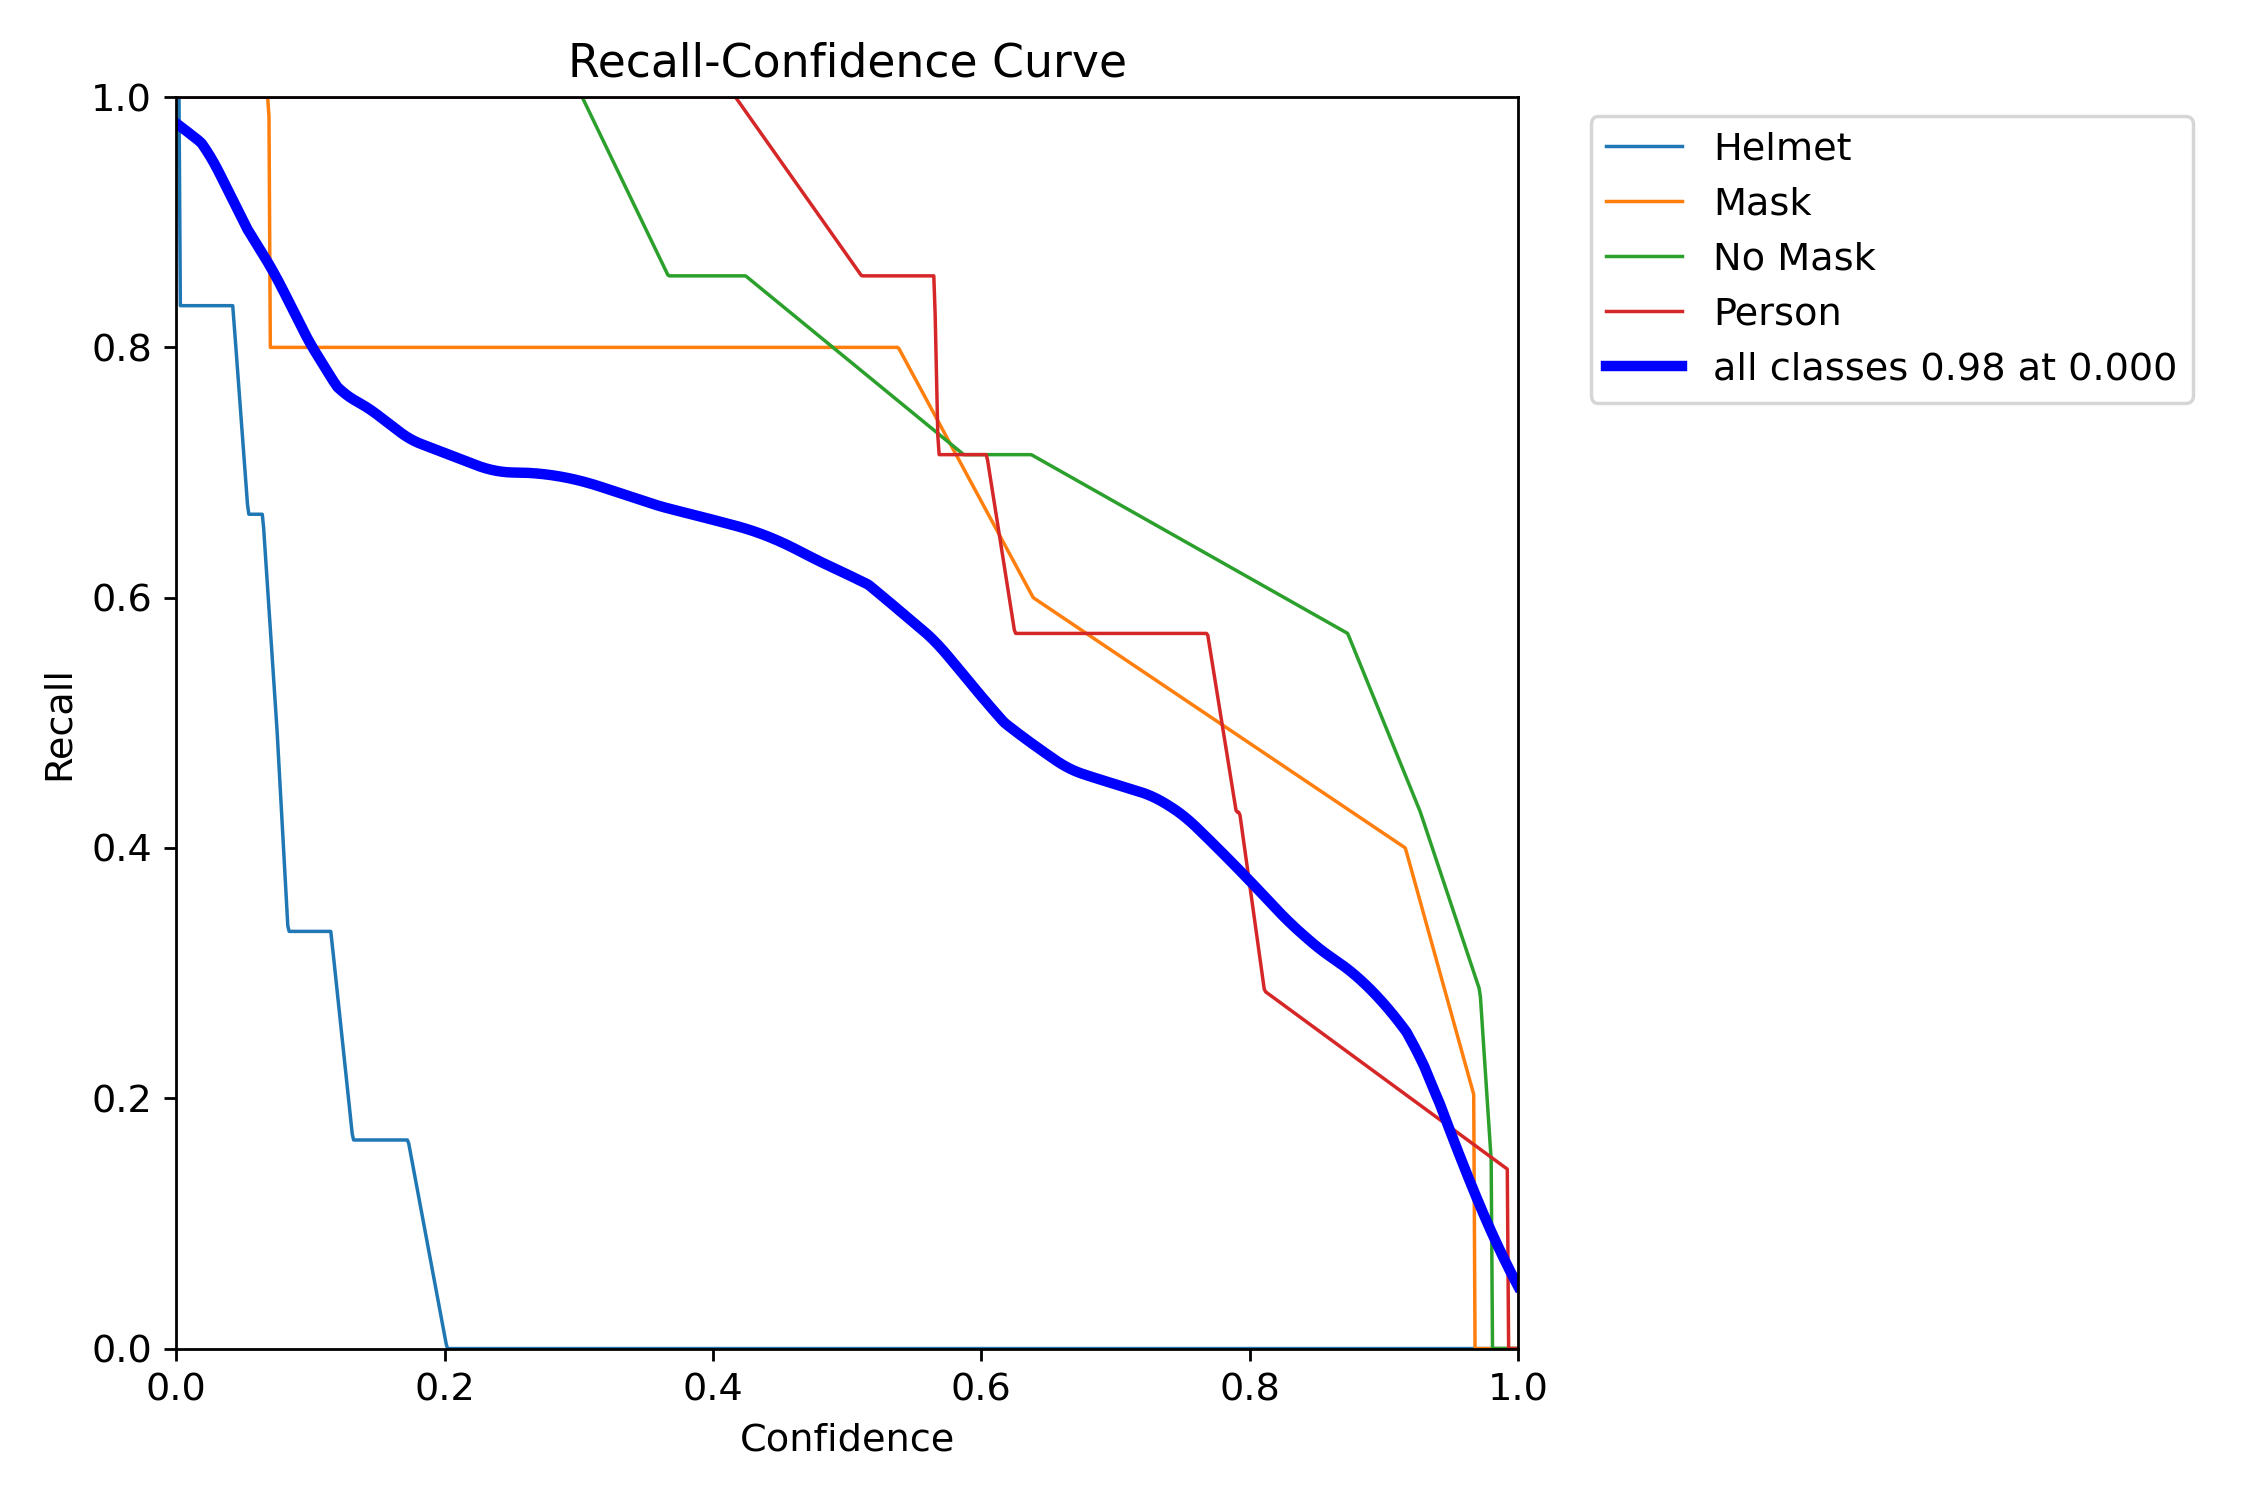 Recall-Confidence Curve
1.0
0.8
0.6
0.4
0.2
0.0
Recall
0.0 0.2 0.4 0.6 0.8 1.0
Confidence
Helmet
Mask
No Mask
Person
all classes 0.98 at 0.000